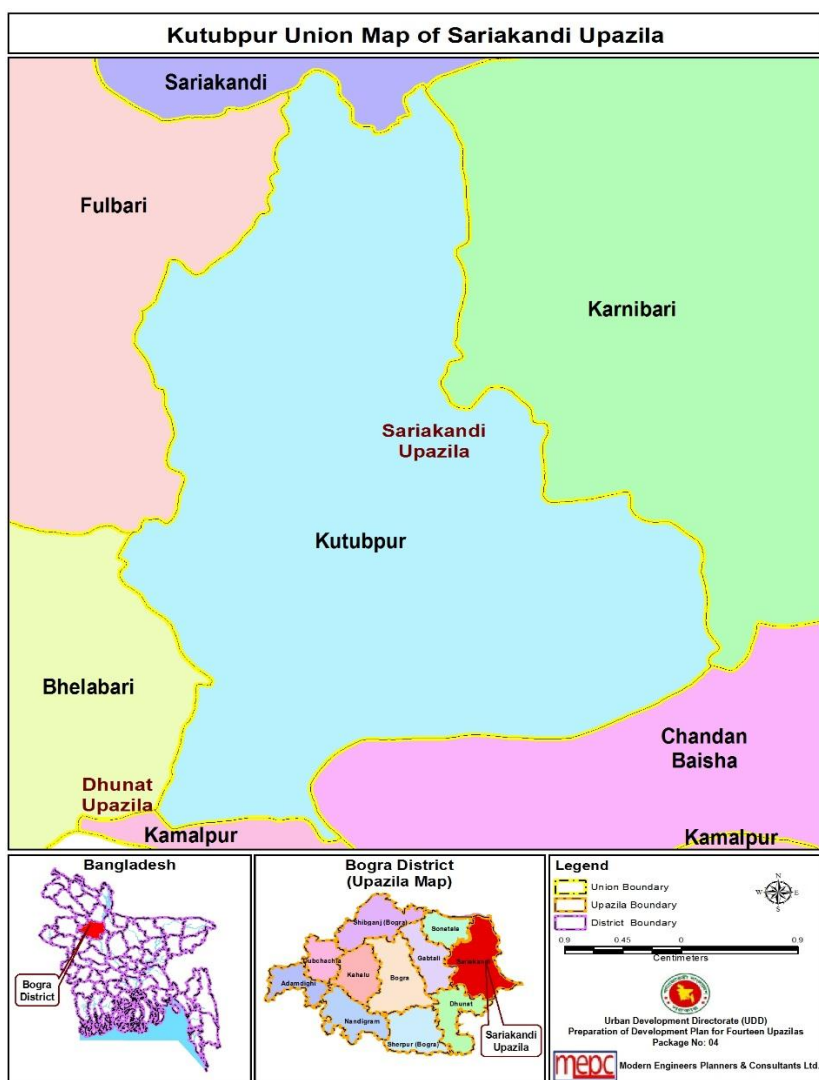 Kutubpur Union Map of Sariakandi Upazila
Sariakandi
Fulbari
Karnibari
Sariakandi
Upazila
Kutubpur
Bhelabari
Chandan
Baisha
Dhunat
Upazila
Kamalpur
Kamalpur
Bangladesh
Bogra
District
Bogra District
(Upazila Map)
Shibganj (Bogra)
Sonatala
Gabtali
Sariakandi
Dubchachia
Kahalu
Bogra
Adamdighi
Dhunat
Nandigram
Sherpur (Bogra)
Sariakandi
Upazila
Legend
Union Boundary
Upazila Boundary
District Boundary
N
W E
S
0.9 0.45 0 0.9
Centimeters
Urban Development Directorate (UDD)
Preparation of Development Plan for Fourteen Upazilas
Package No: 04
mepc Modern Engineers Planners & Consultants Ltd.